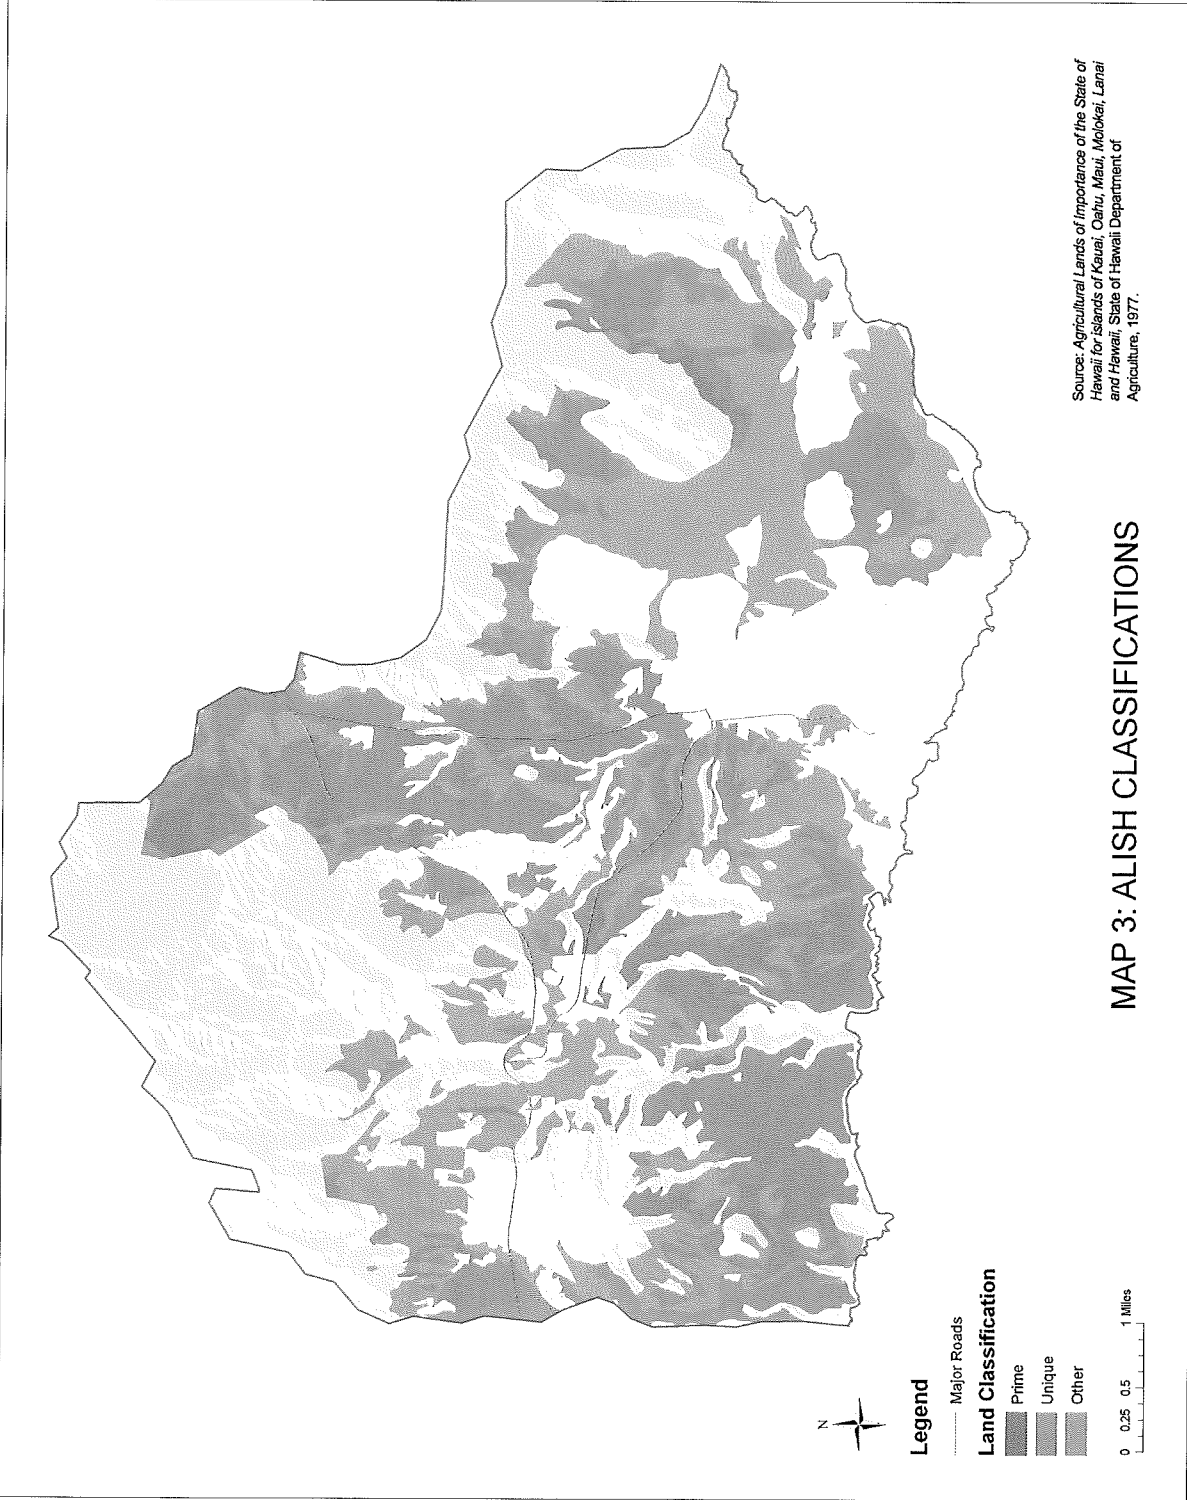 Source: Agricultural Lands of Importance of the State of
Hawaii for islands of Kauai, Oahu, Maui, Molokai, Lanai
and Hawaii, State of Hawaii Department of
Agriculture, 1977.
MAP 3: ALISH CLASSIFICATIONS
N
Legend
Major Roads
Land Classification
Prime
Unique
Other
0 0.25 0.5 1 Miles